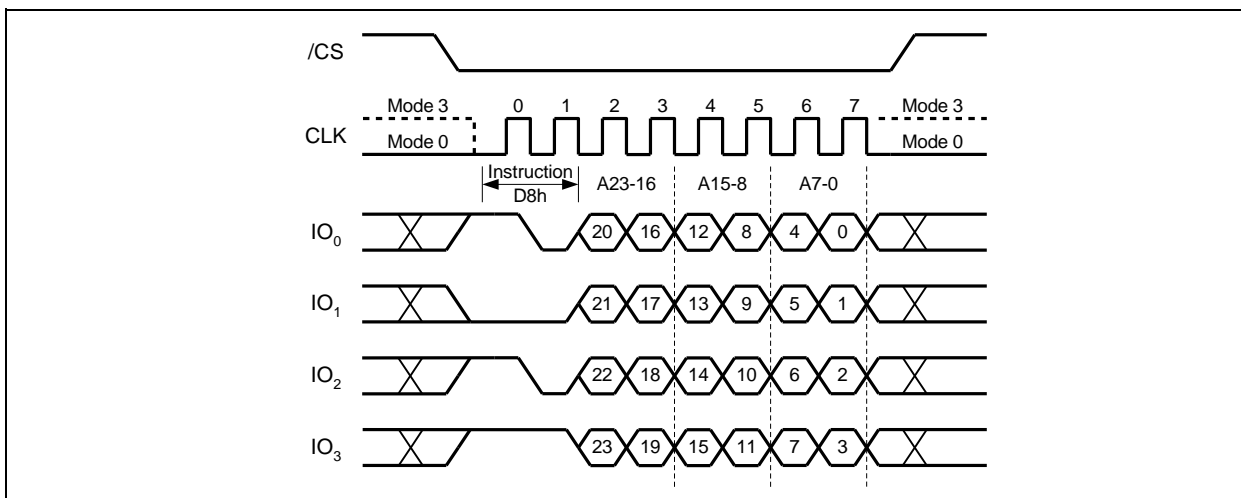 /CS
Mode 3 0 1 2 3 4 5 6 7 Mode 3
CLK
Mode 0 Mode 0
Instruction
D8h
A23-16 A15-8 A7-0
IO0 20 16 12 8 4 0
IO1 21 17 13 9 5 1
IO2 22 18 14 10 6 2
IO3 23 19 15 11 7 3